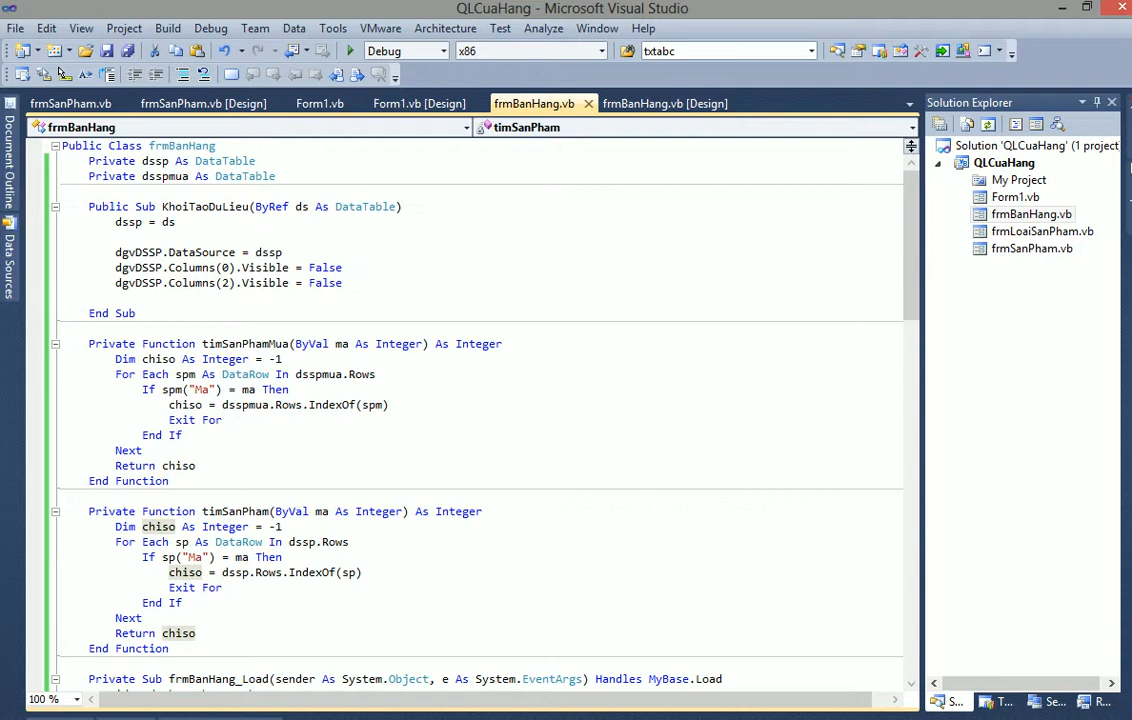 QLCuaHang - Microsoft Visual Studio
File Edit View Project Build Debug Team Data Tools VMware Architecture Test Analyze Window Help
Debug x86 txtabc
frmSanPham.vb frmSanPham.vb [Design] Form1.vb Form1.vb [Design] frmBanHang.vb frmBanHang.vb [Design]
frmBanHang timSanPham
Document Outline
Data Sources
Public Class frmBanHang
Private dssp As DataTable
Private dsspmua As DataTable
Public Sub KhoiTaoDuLieu(ByRef ds As DataTable)
dssp = ds
dgvDSSP.DataSource = dssp
dgvDSSP.Columns(0).Visible = False
dgvDSSP.Columns(2).Visible = False
End Sub
Private Function timSanPhamMua(ByVal ma As Integer) As Integer
Dim chiso As Integer = -1
For Each spm As DataRow In dsspmua.Rows
If spm("Ma") = ma Then
chiso = dsspmua.Rows.IndexOf(spm)
Exit For
End If
Next
Return chiso
End Function
Private Function timSanPham(ByVal ma As Integer) As Integer
Dim chiso As Integer = -1
For Each sp As DataRow In dssp.Rows
If sp("Ma") = ma Then
chiso = dssp.Rows.IndexOf(sp)
Exit For
End If
Next
Return chiso
End Function
Private Sub frmBanHang_Load(sender As System.Object, e As System.EventArgs) Handles MyBase.Load
100 %
Solution Explorer
Solution 'QLCuaHang' (1 project)
QLCuaHang
My Project
Form1.vb
frmBanHang.vb
frmLoaiSanPham.vb
frmSanPham.vb
S... T... Se... R...